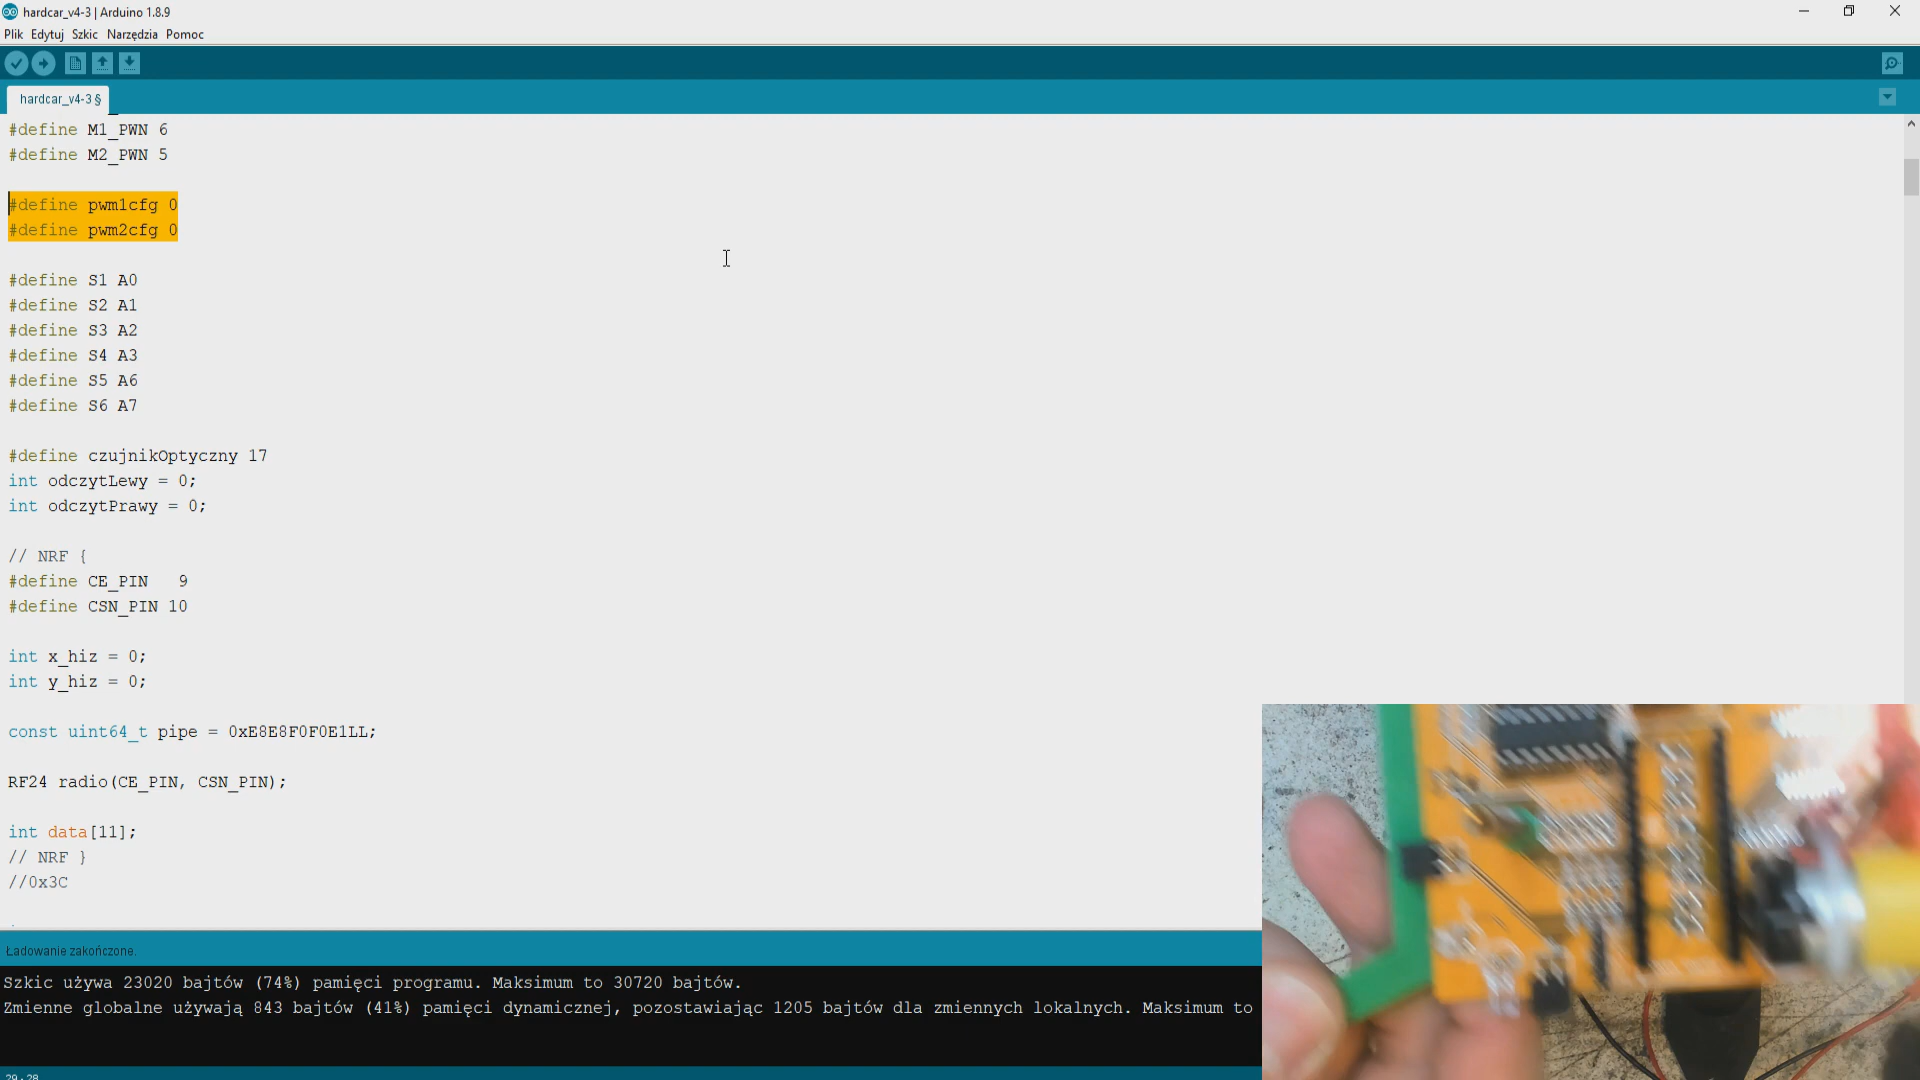 hardcar_v4-3 | Arduino 1.8.9
Plik Edytuj Szkic Narzędzia Pomoc
hardcar_v4-3 §
#define M1_PWN 6
#define M2_PWN 5
#define pwm1cfg 0
#define pwm2cfg 0
#define S1 A0
#define S2 A1
#define S3 A2
#define S4 A3
#define S5 A6
#define S6 A7
#define czujnikOptyczny 17
int odczytLewy = 0;
int odczytPrawy = 0;
// NRF {
#define CE_PIN   9
#define CSN_PIN 10
int x_hiz = 0;
int y_hiz = 0;
const uint64_t pipe = 0xE8E8F0F0E1LL;
RF24 radio(CE_PIN, CSN_PIN);
int data[11];
// NRF }
//0x3C
Ładowanie zakończone.
Szkic używa 23020 bajtów (74%) pamięci programu. Maksimum to 30720 bajtów.
Zmienne globalne używają 843 bajtów (41%) pamięci dynamicznej, pozostawiając 1205 bajtów dla zmiennych lokalnych. Maksimum to